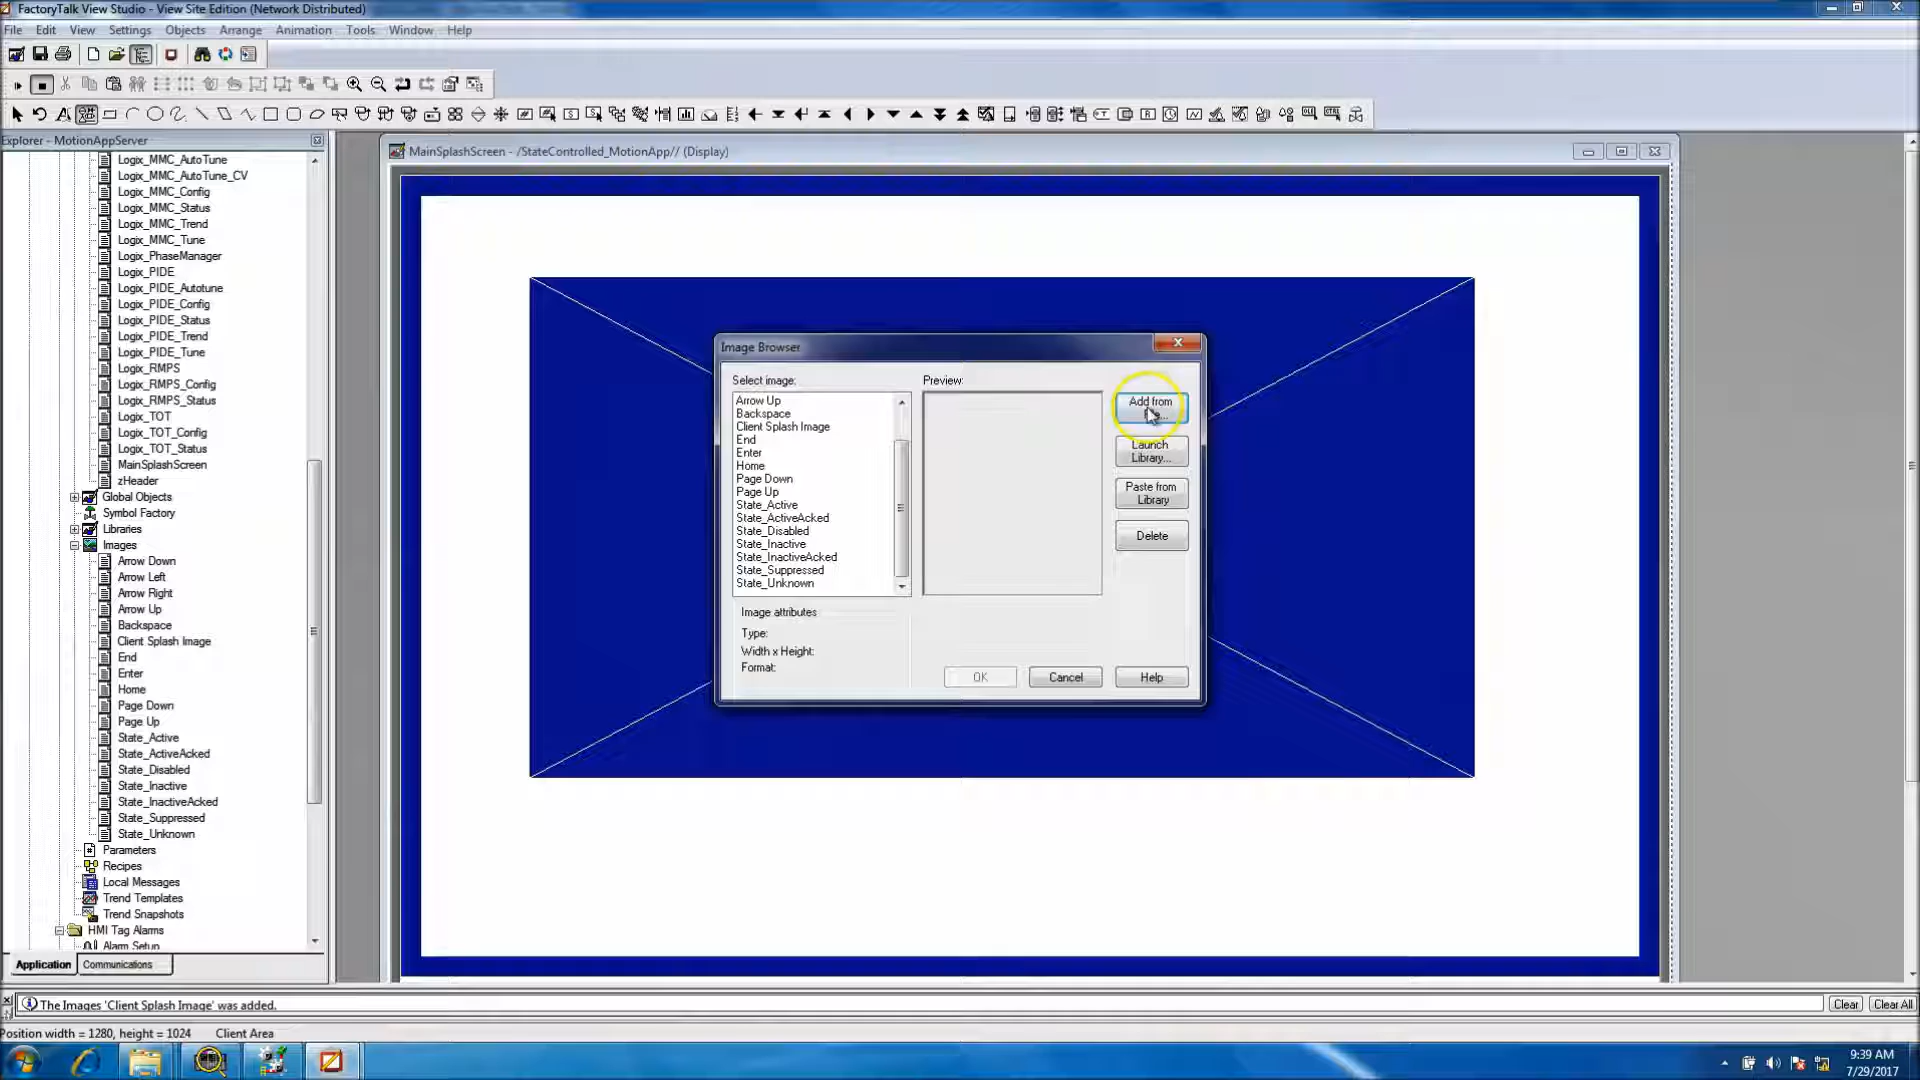 FactoryTalk View Studio - View Site Edition (Network Distributed)
File Edit View Settings Objects Arrange Animation Tools Window Help
Explorer - MotionAppServer
Logix_MMC_AutoTune
Logix_MMC_AutoTune_CV
Logix_MMC_Config
Logix_MMC_Status
Logix_MMC_Trend
Logix_MMC_Tune
Logix_PhaseManager
Logix_PIDE
Logix_PIDE_Autotune
Logix_PIDE_Config
Logix_PIDE_Status
Logix_PIDE_Trend
Logix_PIDE_Tune
Logix_RMPS
Logix_RMPS_Config
Logix_RMPS_Status
Logix_TOT
Logix_TOT_Config
Logix_TOT_Status
MainSplashScreen
zHeader
Global Objects
Symbol Factory
Libraries
Images
Arrow Down
Arrow Left
Arrow Right
Arrow Up
Backspace
Client Splash Image
End
Enter
Home
Page Down
Page Up
State_Active
State_ActiveAcked
State_Disabled
State_Inactive
State_InactiveAcked
State_Suppressed
State_Unknown
Parameters
Recipes
Local Messages
Trend Templates
Trend Snapshots
HMI Tag Alarms
Alarm Setup
Application Communications
MainSplashScreen - /StateControlled_MotionApp// (Display)
Image Browser
Select image:
Arrow Up
Backspace
Client Splash Image
End
Enter
Home
Page Down
Page Up
State_Active
State_ActiveAcked
State_Disabled
State_Inactive
State_InactiveAcked
State_Suppressed
State_Unknown
Preview:
Add from
Launch
Library...
Paste from
Library
Delete
Image attributes
Type:
Width x Height:
Format:
OK Cancel Help
The Images 'Client Splash Image' was added.
Clear Clear All
Position width = 1280, height = 1024 Client Area
9:39 AM
7/29/2017